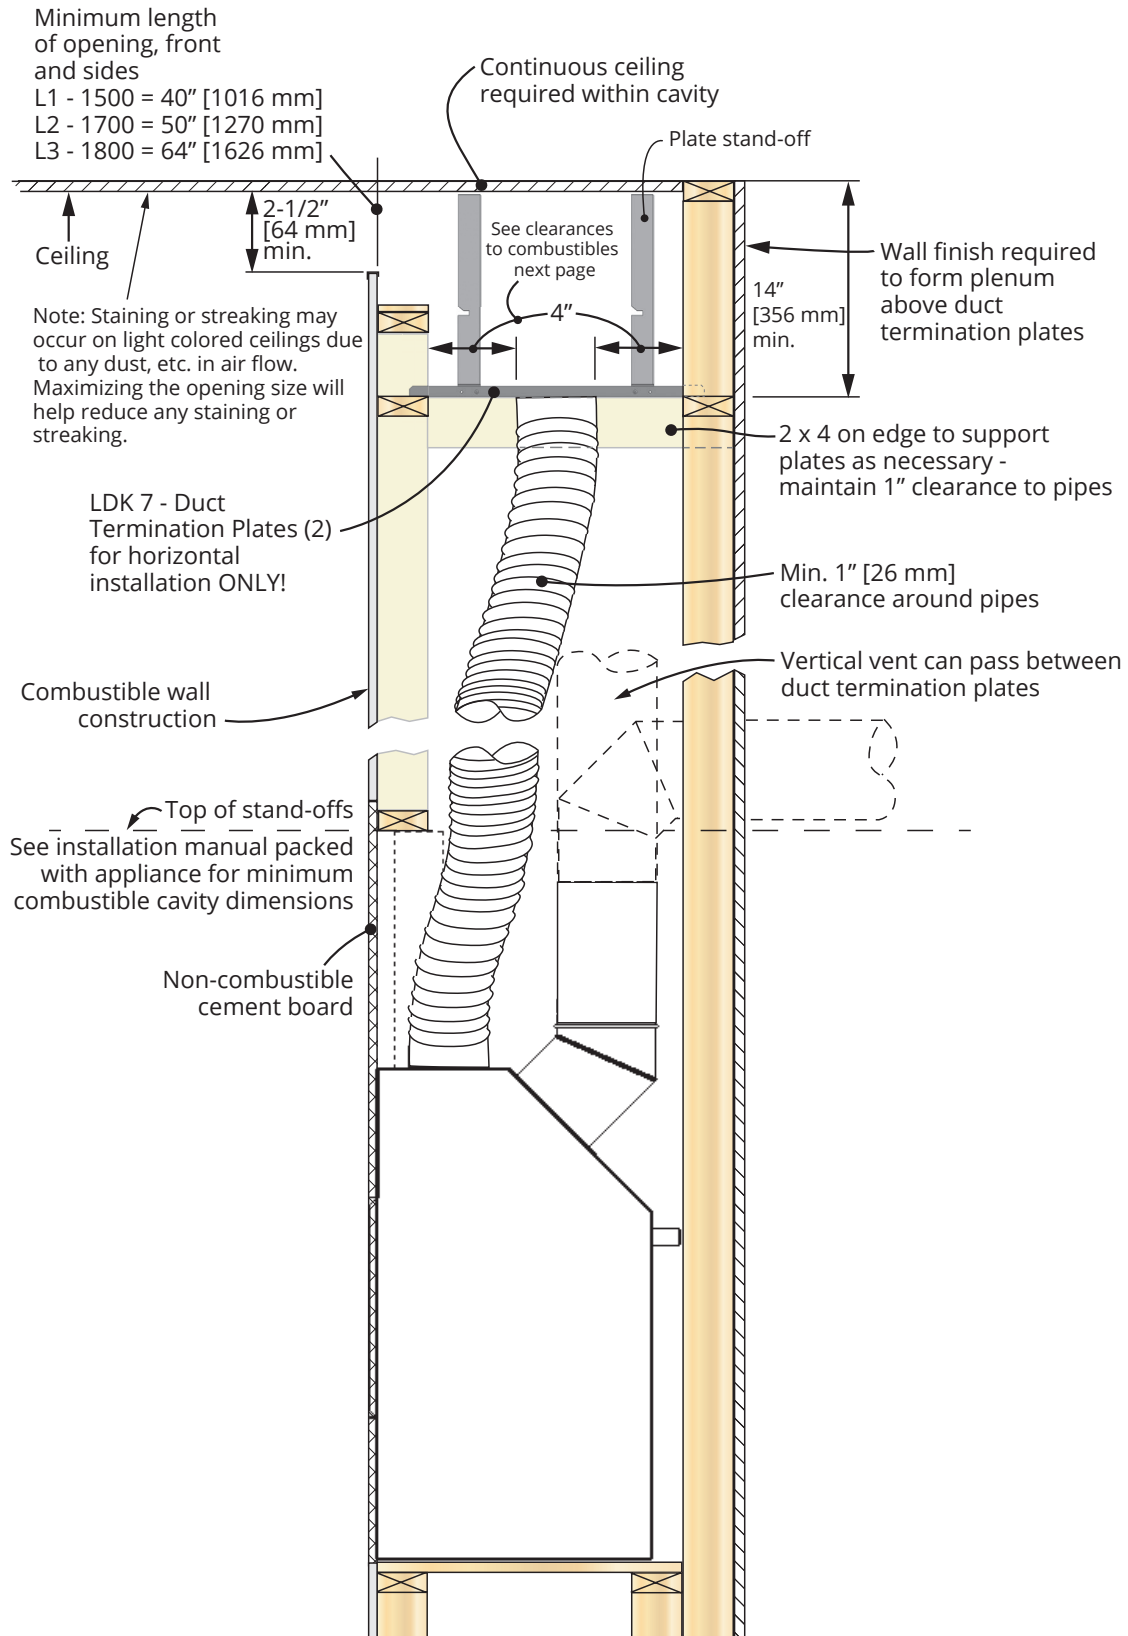 Minimum length
of opening, front
and sides
L1 - 1500 = 40” [1016 mm]
L2 - 1700 = 50” [1270 mm]
L3 - 1800 = 64” [1626 mm]
Continuous ceiling
required within cavity
Plate stand-off
Ceiling
2-1/2”
[64 mm]
min.
See clearances
to combustibles
next page
4”
14”
[356 mm]
min.
Wall finish required
to form plenum
above duct
termination plates
Note: Staining or streaking may
occur on light colored ceilings due
to any dust, etc. in air flow.
Maximizing the opening size will
help reduce any staining or
streaking.
2 x 4 on edge to support
plates as necessary -
maintain 1” clearance to pipes
LDK 7 - Duct
Termination Plates (2)
for horizontal
installation ONLY!
Min. 1” [26 mm]
clearance around pipes
Vertical vent can pass between
duct termination plates
Combustible wall
construction
Top of stand-offs
See installation manual packed
with appliance for minimum
combustible cavity dimensions
Non-combustible
cement board